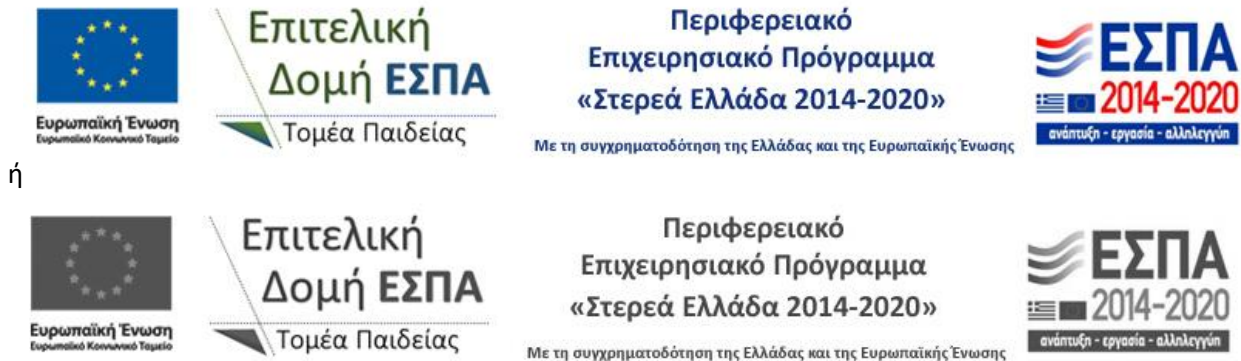 Επιτελική
Δομή ΕΣΠΑ
Τομέα Παιδείας
Ευρωπαϊκή Ένωση
Ευρωπαϊκό Κοινωνικό Ταμείο
Περιφερειακό
Επιχειρησιακό Πρόγραμμα
«Στερεά Ελλάδα 2014-2020»
Με τη συγχρηματοδότηση της Ελλάδας και της Ευρωπαϊκής Ένωσης
ΕΣΠΑ
2014-2020
ανάπτυξη - εργασία - αλληλεγγύη
ή
Επιτελική
Δομή ΕΣΠΑ
Τομέα Παιδείας
Ευρωπαϊκή Ένωση
Ευρωπαϊκό Κοινωνικό Ταμείο
Περιφερειακό
Επιχειρησιακό Πρόγραμμα
«Στερεά Ελλάδα 2014-2020»
Με τη συγχρηματοδότηση της Ελλάδας και της Ευρωπαϊκής Ένωσης
ΕΣΠΑ
2014-2020
ανάπτυξη - εργασία - αλληλεγγύη